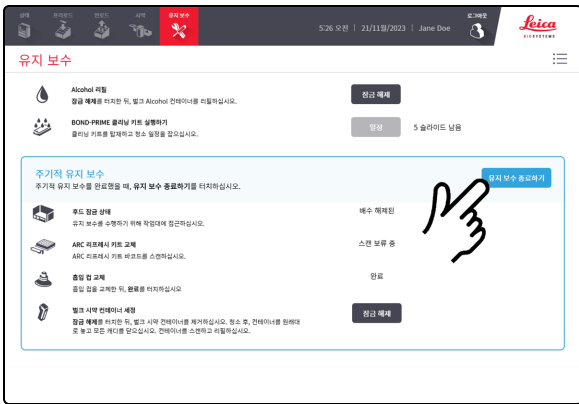 상태 프리로드 언로드 시약 유지 보수
5:26 오전 | 21/11월/2023 | Jane Doe
로그아웃
Leica
BIOSYSTEMS
유지 보수
Alcohol 리필
잠금 해제를 터치한 뒤, 벌크 Alcohol 컨테이너를 리필하십시오.
잠금 해제
BOND-PRIME 클리닝 키트 실행하기
클리닝 키트를 탑재하고 청소 일정을 잡으십시오.
일정
5 슬라이드 남음
주기적 유지 보수
주기적 유지 보수를 완료했을 때, 유지 보수 종료하기를 터치하십시오.
유지 보수 종료하기
후드 잠금 상태
유지 보수를 수행하기 위해 작업대에 접근하십시오.
배수 해제된
ARC 리프레시 키트 교체
ARC 리프레시 키트 바코드를 스캔하십시오.
스캔 보류 중
흡입 컵 교체
흡입 컵을 교체한 뒤, 완료를 터치하십시오
완료
벌크 시약 컨테이너 세정
잠금 해제를 터치한 뒤, 벌크 시약 컨테이너를 제거하십시오. 청소 후, 컨테이너를 원래대
로 놓고 모든 캐디를 닫으십시오. 컨테이너를 스캔하고 리필하십시오.
잠금 해제